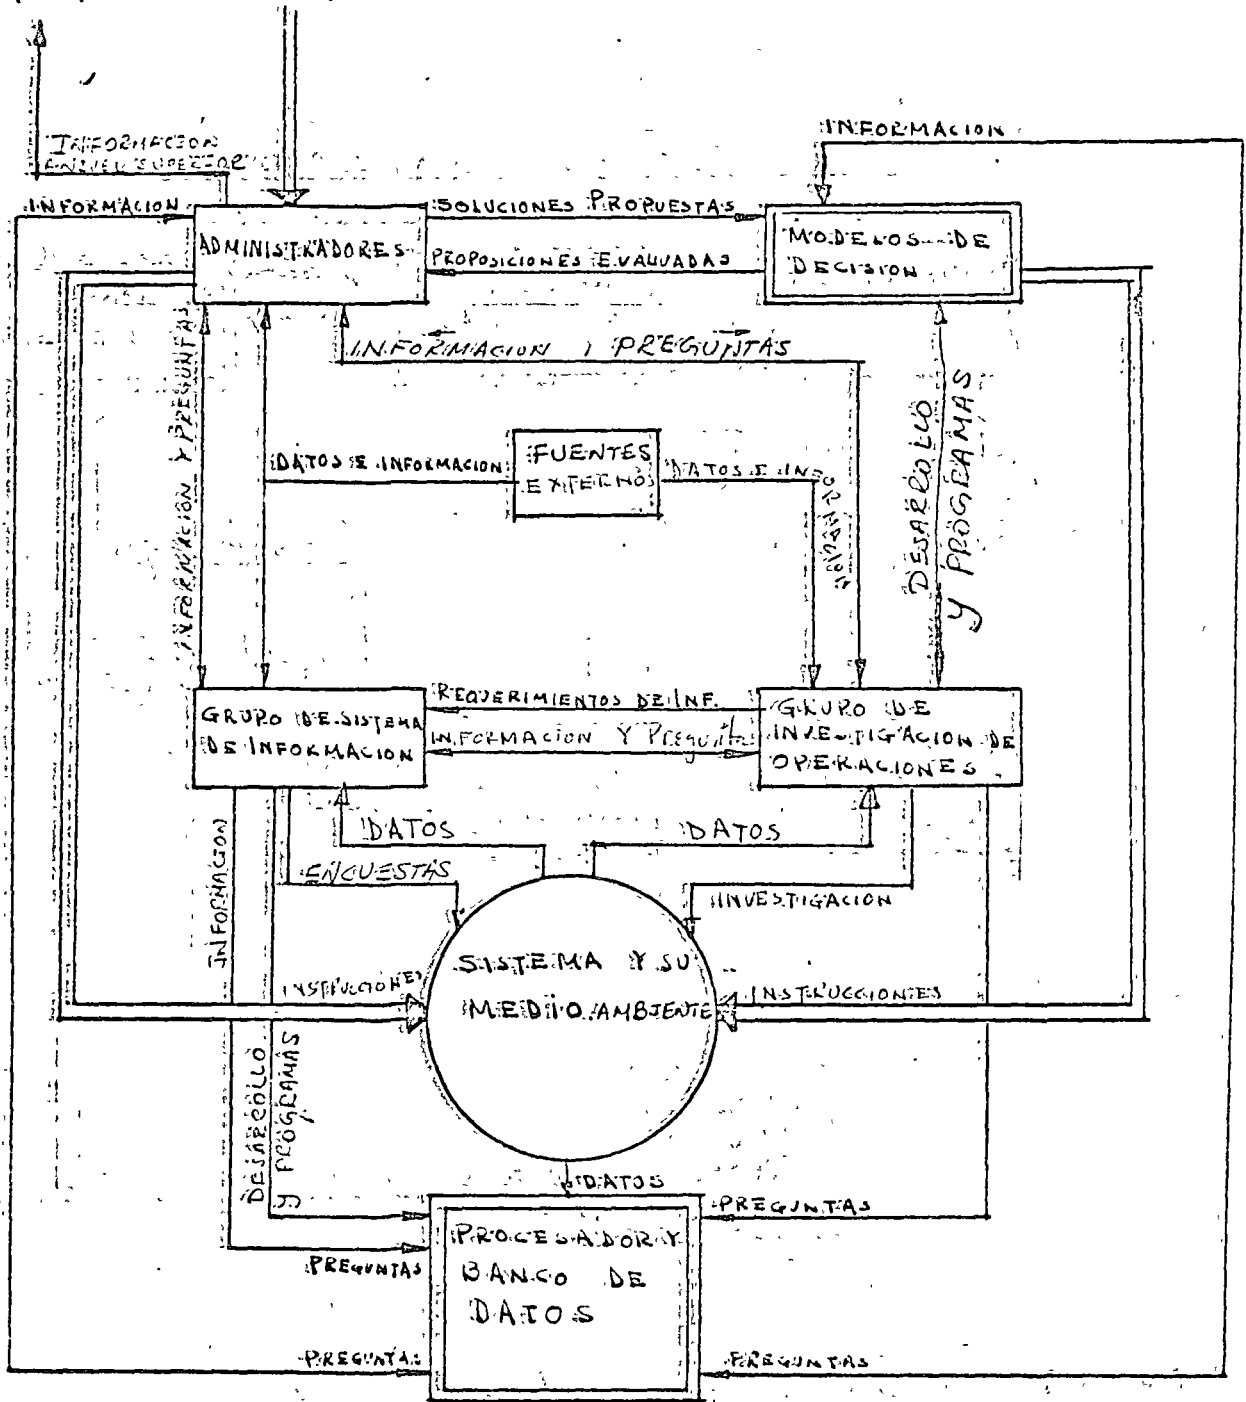 INFORMACION
A NIVEL SUPERIOR
INFORMACION
INFORMACION
SOLUCIONES PROPUESTAS
ADMINISTRADORES
MODELOS DE
DECISION
PROPOSICIONES EVALUADAS
INFORMACION Y PREGUNTAS
INFORMACION Y PREGUNTAS
DESARROLLO
Y PROGRAMAS
DATOS E INFORMACION
FUENTES
EXTERNOS
DATOS E INFORMACION
GRUPO DE SISTEMA
DE INFORMACION
REQUERIMIENTOS DE INF.
INFORMACION Y Preguntas
GRUPO DE
INVESTIGACION DE
OPERACIONES
DATOS
DATOS
ENCUESTAS
INVESTIGACION
INFORMACION
SISTEMA Y SU
MEDIO AMBIENTE
INSTRUCCIONES
INSTRUCCIONES
DESARROLLO
Y PROGRAMAS
DATOS
PREGUNTAS
PREGUNTAS
PROCESADOR Y
BANCO DE
DATOS
PREGUNTAS
PREGUNTAS